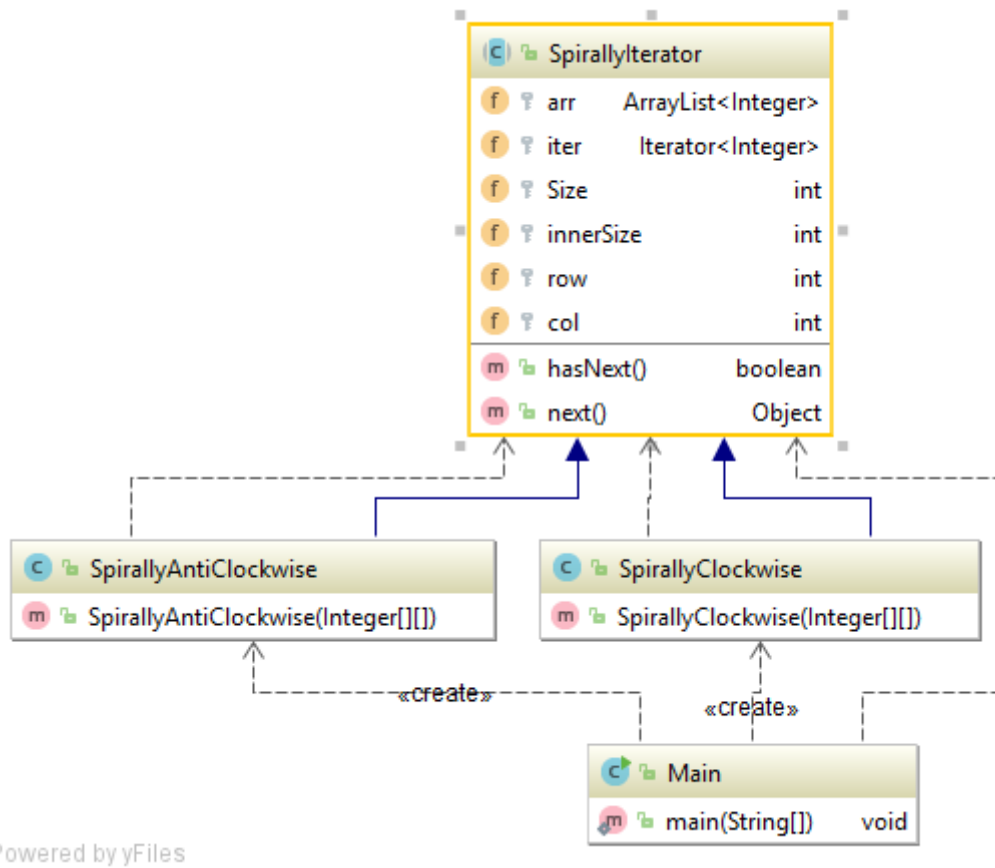 SpirallyIterator
arr ArrayList<Integer>
iter Iterator<Integer>
Size int
innerSize int
row int
col int
hasNext() boolean
next() Object
SpirallyAntiClockwise
SpirallyAntiClockwise(Integer[][])
SpirallyClockwise
SpirallyClockwise(Integer[][])
«create»
«create»
Main
main(String[]) void
Powered by yFiles